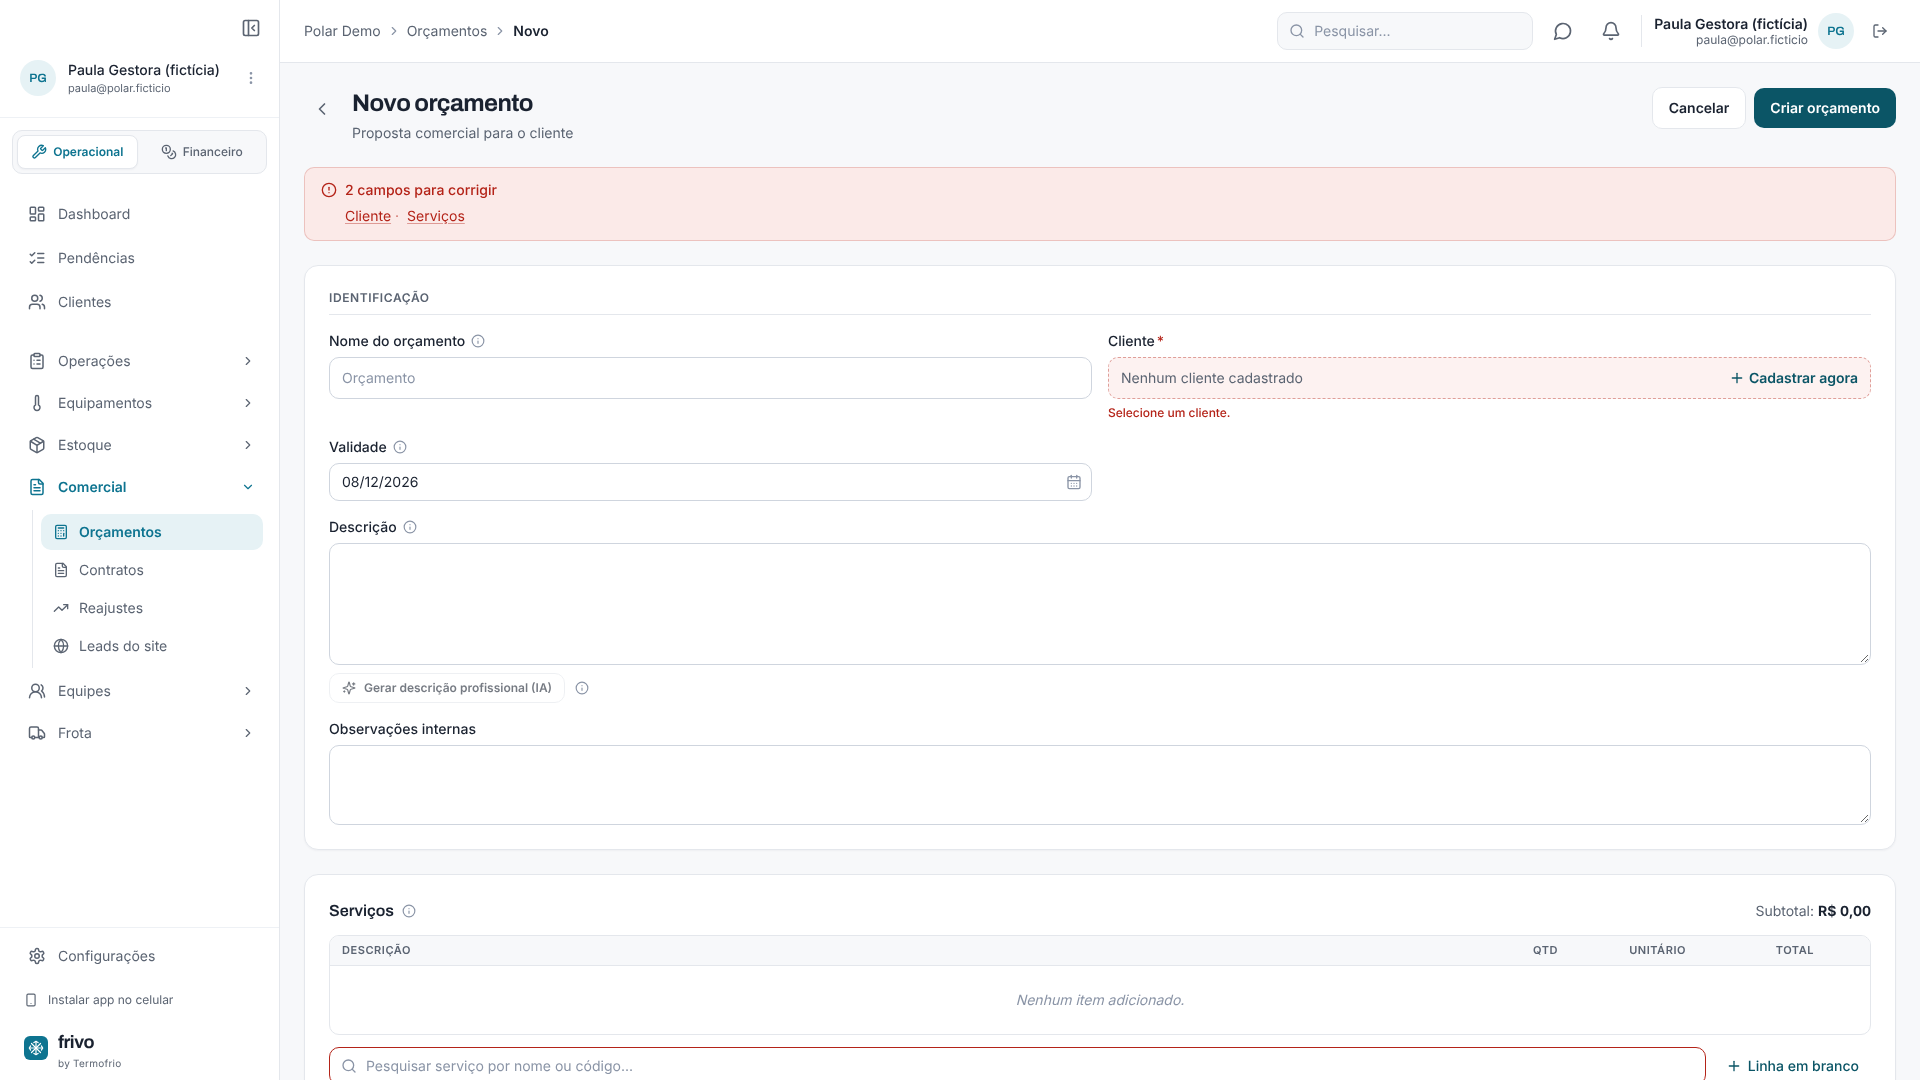 Polar Demo > Orçamentos > Novo
Pesquisar...
Paula Gestora (fictícia)
paula@polar.ficticio
PG
PG
Paula Gestora (fictícia)
paula@polar.ficticio
Operacional
Financeiro
Dashboard
Pendências
Clientes
Operações
Equipamentos
Estoque
Comercial
Orçamentos
Contratos
Reajustes
Leads do site
Equipes
Frota
Configurações
Instalar app no celular
frivo
by Termofrio
Novo orçamento
Proposta comercial para o cliente
Cancelar
Criar orçamento
2 campos para corrigir
Cliente · Serviços
IDENTIFICAÇÃO
Nome do orçamento
Orçamento
Cliente*
Nenhum cliente cadastrado
+ Cadastrar agora
Selecione um cliente.
Validade
08/12/2026
Descrição
Gerar descrição profissional (IA)
Observações internas
Serviços
Subtotal: R$ 0,00
DESCRIÇÃO QTD UNITÁRIO TOTAL
Nenhum item adicionado.
Pesquisar serviço por nome ou código...
+ Linha em branco